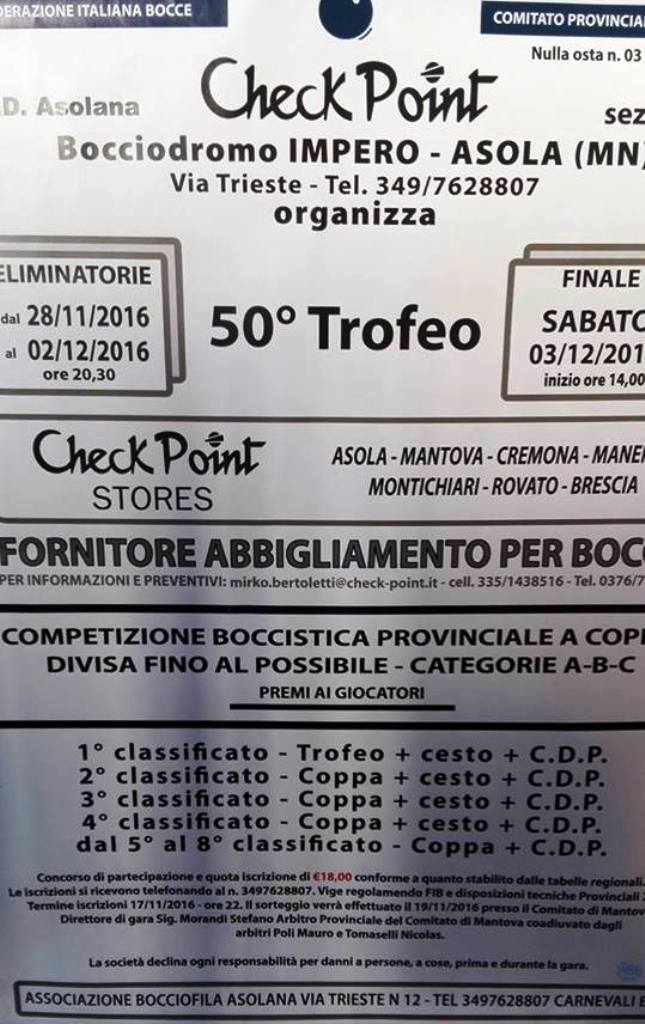 DERAZIONE ITALIANA BOCCE
COMITATO PROVINCIA
Nulla osta n. 03
.D. Asolana
Check Point
sez
Bocciodromo IMPERO - ASOLA (MN)
Via Trieste - Tel. 349/7628807
organizza
ELIMINATORIE
dal 28/11/2016
al 02/12/2016
ore 20,30
50° Trofeo
FINALE
SABATO
03/12/201
inizio ore 14,00
Check Point
STORES
ASOLA - MANTOVA - CREMONA - MANE
MONTICHIARI - ROVATO - BRESCIA
FORNITORE ABBIGLIAMENTO PER BOC
PER INFORMAZIONI E PREVENTIVI: mirko.bertoletti@check-point.it - cell. 335/1438516 - Tel. 0376/7
COMPETIZIONE BOCCISTICA PROVINCIALE A COP
DIVISA FINO AL POSSIBILE - CATEGORIE A-B-C
PREMI AI GIOCATORI
1° classificato - Trofeo + cesto + C.D.P.
2° classificato - Coppa + cesto + C.D.P.
3° classificato - Coppa + cesto + C.D.P.
4° classificato - Coppa + cesto + C.D.P.
dal 5° al 8° classificato - Coppa + C.D.P.
Concorso di partecipazione e quota iscrizione di €18,00 conforme a quanto stabilito dalle tabelle regionali.
Le iscrizioni si ricevono telefonando al n. 3497628807. Vige regolamento FIB e disposizioni tecniche Provinciali
Termine iscrizioni 17/11/2016 - ore 22. Il sorteggio verrà effettuato il 19/11/2016 presso il Comitato di Mantov
Direttore di gara Sig. Morandi Stefano Arbitro Provinciale del Comitato di Mantova coadiuvato dagli
arbitri Poli Mauro e Tomaselli Nicolas.
La società declina ogni responsabilità per danni a persone, a cose, prima e durante la gara.
ASSOCIAZIONE BOCCIOFILA ASOLANA VIA TRIESTE N 12 - TEL 3497628807 CARNEVALI E